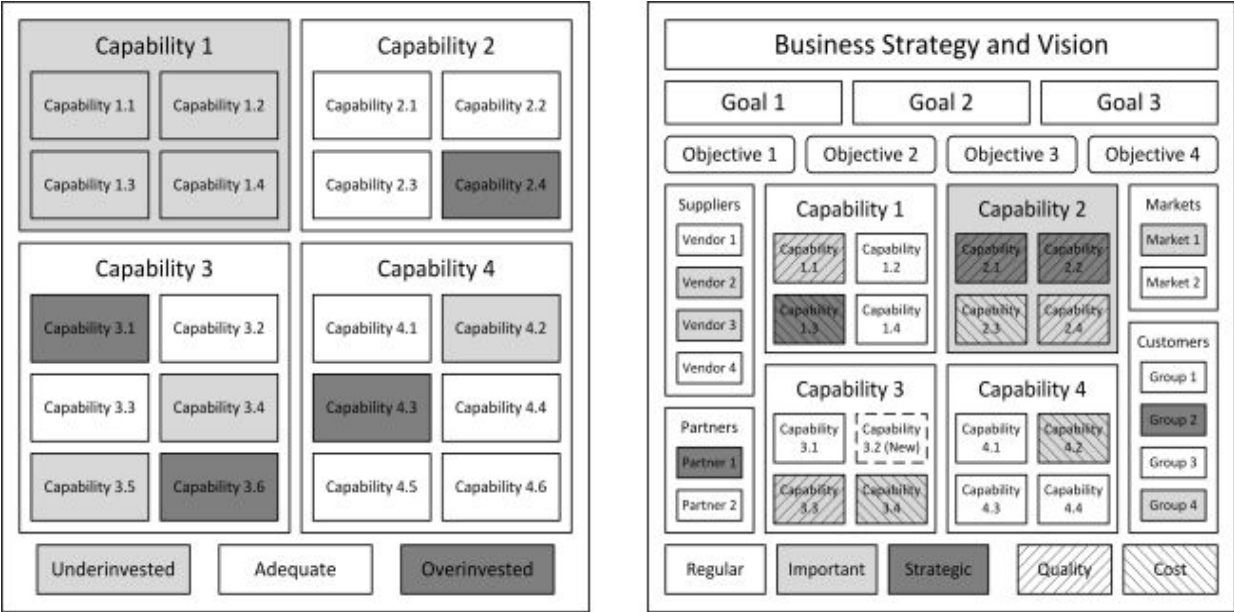 Capability 1
Capability 1.1
Capability 1.2
Capability 1.3
Capability 1.4
Capability 2
Capability 2.1
Capability 2.2
Capability 2.3
Capability 2.4
Capability 3
Capability 3.1
Capability 3.2
Capability 3.3
Capability 3.4
Capability 3.5
Capability 3.6
Capability 4
Capability 4.1
Capability 4.2
Capability 4.3
Capability 4.4
Capability 4.5
Capability 4.6
Underinvested
Adequate
Overinvested
Business Strategy and Vision
Goal 1
Goal 2
Goal 3
Objective 1
Objective 2
Objective 3
Objective 4
Suppliers
Vendor 1
Vendor 2
Vendor 3
Vendor 4
Partners
Partner 1
Partner 2
Capability 1
Capability
1.1
Capability
1.2
Capability
1.3
Capability
1.4
Capability 2
Capability
2.1
Capability
2.2
Capability
2.3
Capability
2.4
Capability 3
Capability
3.1
Capability
3.2 (New)
Capability
3.3
Capability
3.4
Capability 4
Capability
4.1
Capability
4.2
Capability
4.3
Capability
4.4
Markets
Market 1
Market 2
Customers
Group 1
Group 2
Group 3
Group 4
Regular
Important
Strategic
Quality
Cost